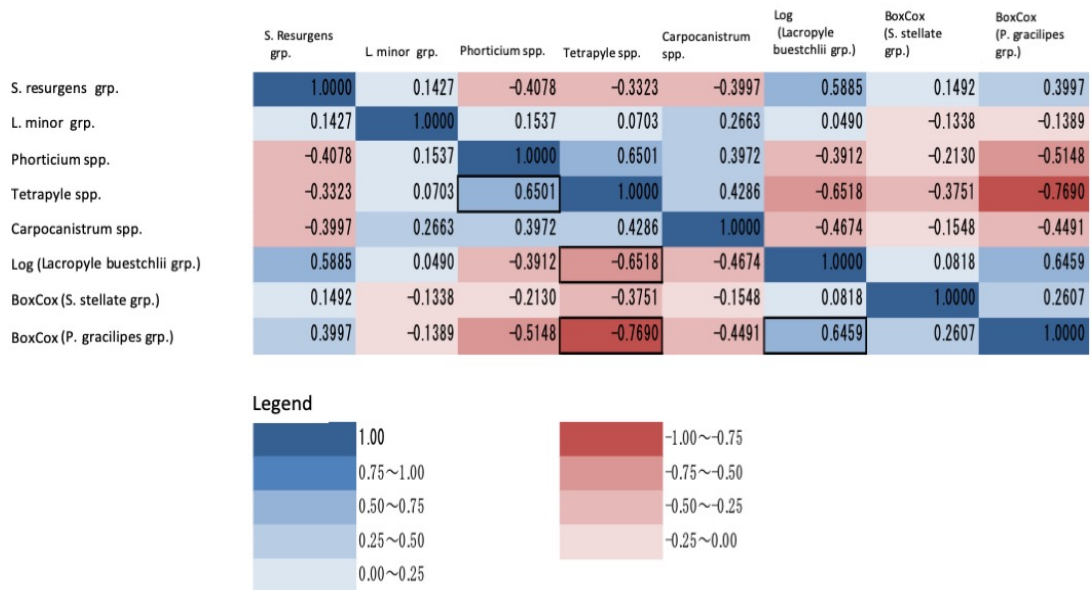 S. Resurgens grp. L. minor grp. Phorticium spp. Tetrapyle spp. Carpocanistrum spp. Log (Lacropyle buestchlii grp.) BoxCox (S. stellate grp.) BoxCox (P. gracilipes grp.)
S. resurgens grp. 1.0000 0.1427 -0.4078 -0.3323 -0.3997 0.5885 0.1492 0.3997
L. minor grp. 0.1427 1.0000 0.1537 0.0703 0.2663 0.0490 -0.1338 -0.1389
Phorticium spp. -0.4078 0.1537 1.0000 0.6501 0.3972 -0.3912 -0.2130 -0.5148
Tetrapyle spp. -0.3323 0.0703 0.6501 1.0000 0.4286 -0.6518 -0.3751 -0.7690
Carpocanistrum spp. -0.3997 0.2663 0.3972 0.4286 1.0000 -0.4674 -0.1548 -0.4491
Log (Lacropyle buestchlii grp.) 0.5885 0.0490 -0.3912 -0.6518 -0.4674 1.0000 0.0818 0.6459
BoxCox (S. stellate grp.) 0.1492 -0.1338 -0.2130 -0.3751 -0.1548 0.0818 1.0000 0.2607
BoxCox (P. gracilipes grp.) 0.3997 -0.1389 -0.5148 -0.7690 -0.4491 0.6459 0.2607 1.0000
Legend
1.00 -1.00～-0.75
0.75～1.00 -0.75～-0.50
0.50～0.75 -0.50～-0.25
0.25～0.50 -0.25～0.00
0.00～0.25